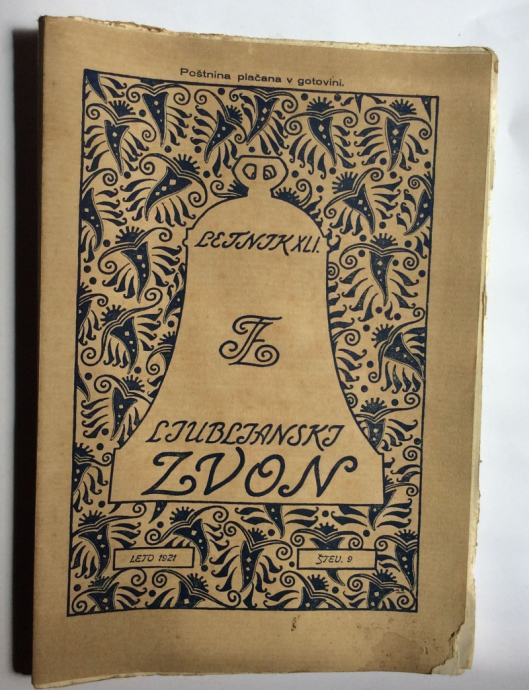 Poštnina plačana v gotovini.
LETNIK XLI.
LJUBLJANSKI
ZVON
LETO 1921
ŠTEV. 9